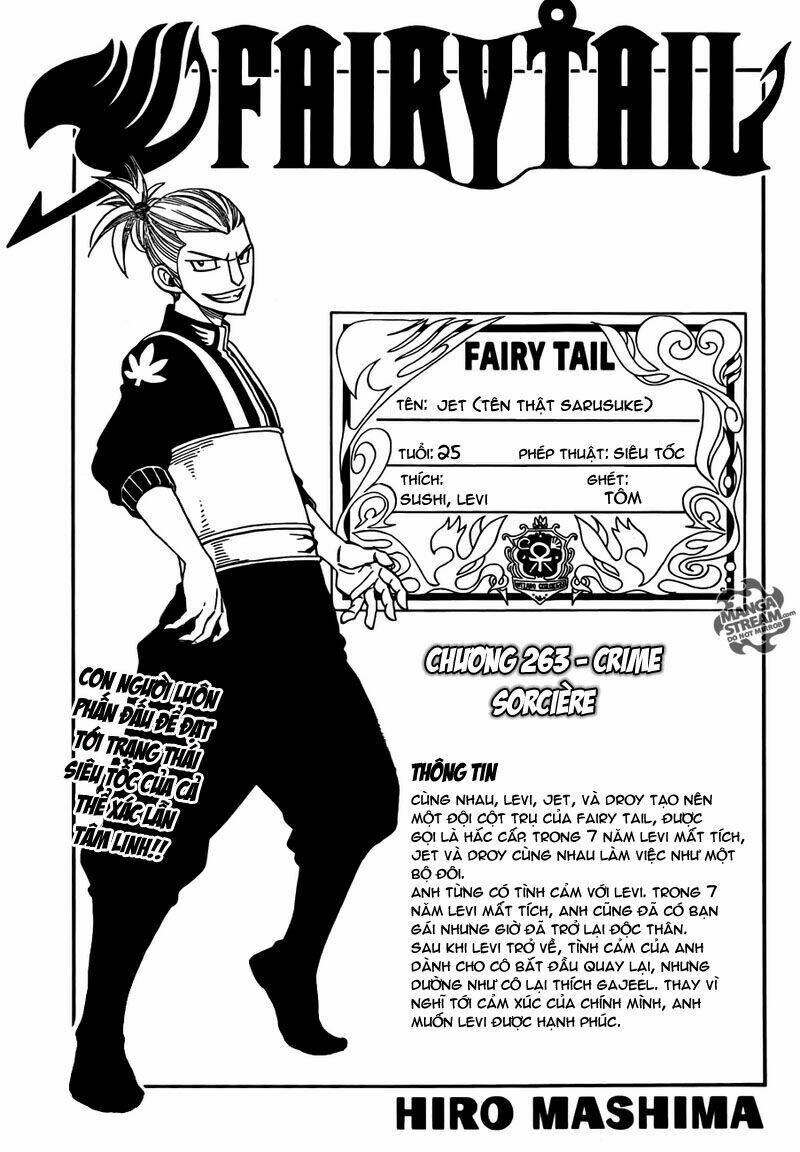 FAIRY TAIL
FAIRY TAIL
TÊN: JET (TÊN THẬT SARUSUKE)
TUỔI: 25 PHÉP THUẬT: SIÊU TỐC
THÍCH: GHÉT:
SUSHI, LEVI TÔM
MANGA
STREAM.com
DO NOT MIRROR
CHƯƠNG 263 - CRIME
SORCIÈRE
CON NGƯỜI LUÔN
PHẤN ĐẤU ĐỂ ĐẠT
TỚI TRẠNG THÁI
SIÊU TỐC CỦA CẢ
THỂ XÁC LẪN
TÂM LINH!!
THÔNG TIN
CÙNG NHAU, LEVI, JET, VÀ DROY TẠO NÊN
MỘT ĐỘI CỘT TRỤ CỦA FAIRY TAIL, ĐƯỢC
GỌI LÀ HẮC CẤP. TRONG 7 NĂM LEVI MẤT TÍCH,
JET VÀ DROY CÙNG NHAU LÀM VIỆC NHƯ MỘT
BỘ ĐÔI.
ANH TỪNG CÓ TÌNH CẢM VỚI LEVI. TRONG 7
NĂM LEVI MẤT TÍCH, ANH CŨNG ĐÃ CÓ BẠN
GÁI NHƯNG GIỜ ĐÃ TRỞ LẠI ĐỘC THÂN.
SAU KHI LEVI TRỞ VỀ, TÌNH CẢM CỦA ANH
DÀNH CHO CÔ BẮT ĐẦU QUAY LẠI, NHƯNG
DƯỜNG NHƯ CÔ LẠI THÍCH GAJEEL. THAY VÌ
NGHĨ TỚI CẢM XÚC CỦA CHÍNH MÌNH, ANH
MUỐN LEVI ĐƯỢC HẠNH PHÚC.
HIRO MASHIMA